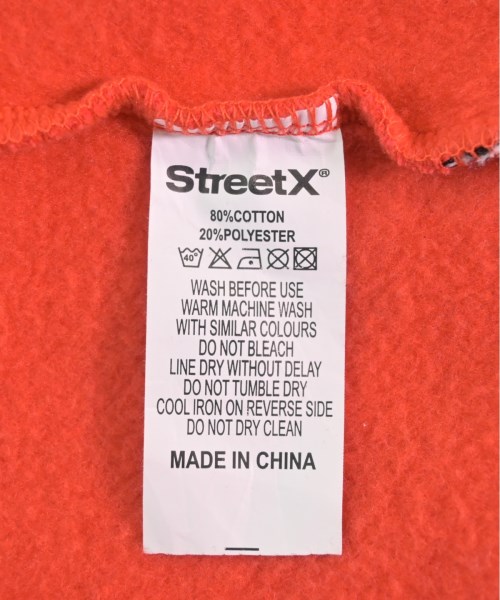 StreetX®
80%COTTON
20%POLYESTER
40°
WASH BEFORE USE
WARM MACHINE WASH
WITH SIMILAR COLOURS
DO NOT BLEACH
LINE DRY WITHOUT DELAY
DO NOT TUMBLE DRY
COOL IRON ON REVERSE SIDE
DO NOT DRY CLEAN
MADE IN CHINA